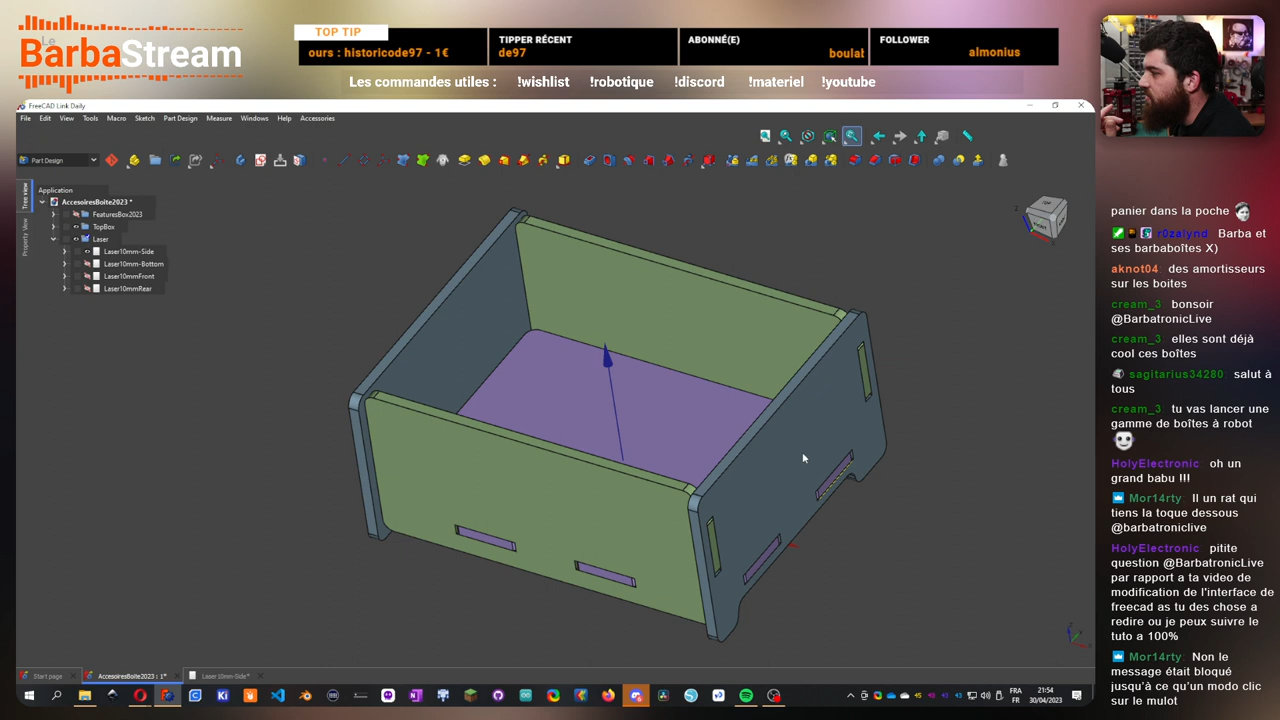 Le
BarbaStream
TOP TIP
ours : historicode97 - 1€
TIPPER RÉCENT
de97
ABONNÉ(E)
boulat
FOLLOWER
almonius
Les commandes utiles : !wishlist !robotique !discord !materiel !youtube
FreeCAD Link Daily
File Edit View Tools Macro Sketch Part Design Measure Windows Help Accessories
Part Design
Tree view
Property View
Application
AccesoiresBoite2023 *
FeaturesBox2023
TopBox
Laser
Laser10mm-Side
Laser10mm-Bottom
Laser10mmFront
Laser10mmRear
TOP
FRONT
Start page
AccesoiresBoite2023 : 1*
Laser10mm-Side*
FRA
FR
21:54
30/04/2023
panier dans la poche
r0zalynd: Barba et
ses barbaboîtes X)
aknot04: des amortisseurs
sur les boites
cream_3: bonsoir
@BarbatronicLive
cream_3: elles sont déjà
cool ces boîtes
sagitarius34280: salut à
tous
cream_3: tu vas lancer une
gamme de boîtes à robot
HolyElectronic: oh un
grand babu !!!
Mor14rty: Il un rat qui
tiens la toque dessous
@barbatroniclive
HolyElectronic: pitite
question @BarbatronicLive
par rapport a ta video de
modification de l'interface de
freecad as tu des chose a
redire ou je peux suivre le
tuto a 100%
Mor14rty: Non le
message était bloqué
jusqu'à ce qu'un modo clic
sur le mulot